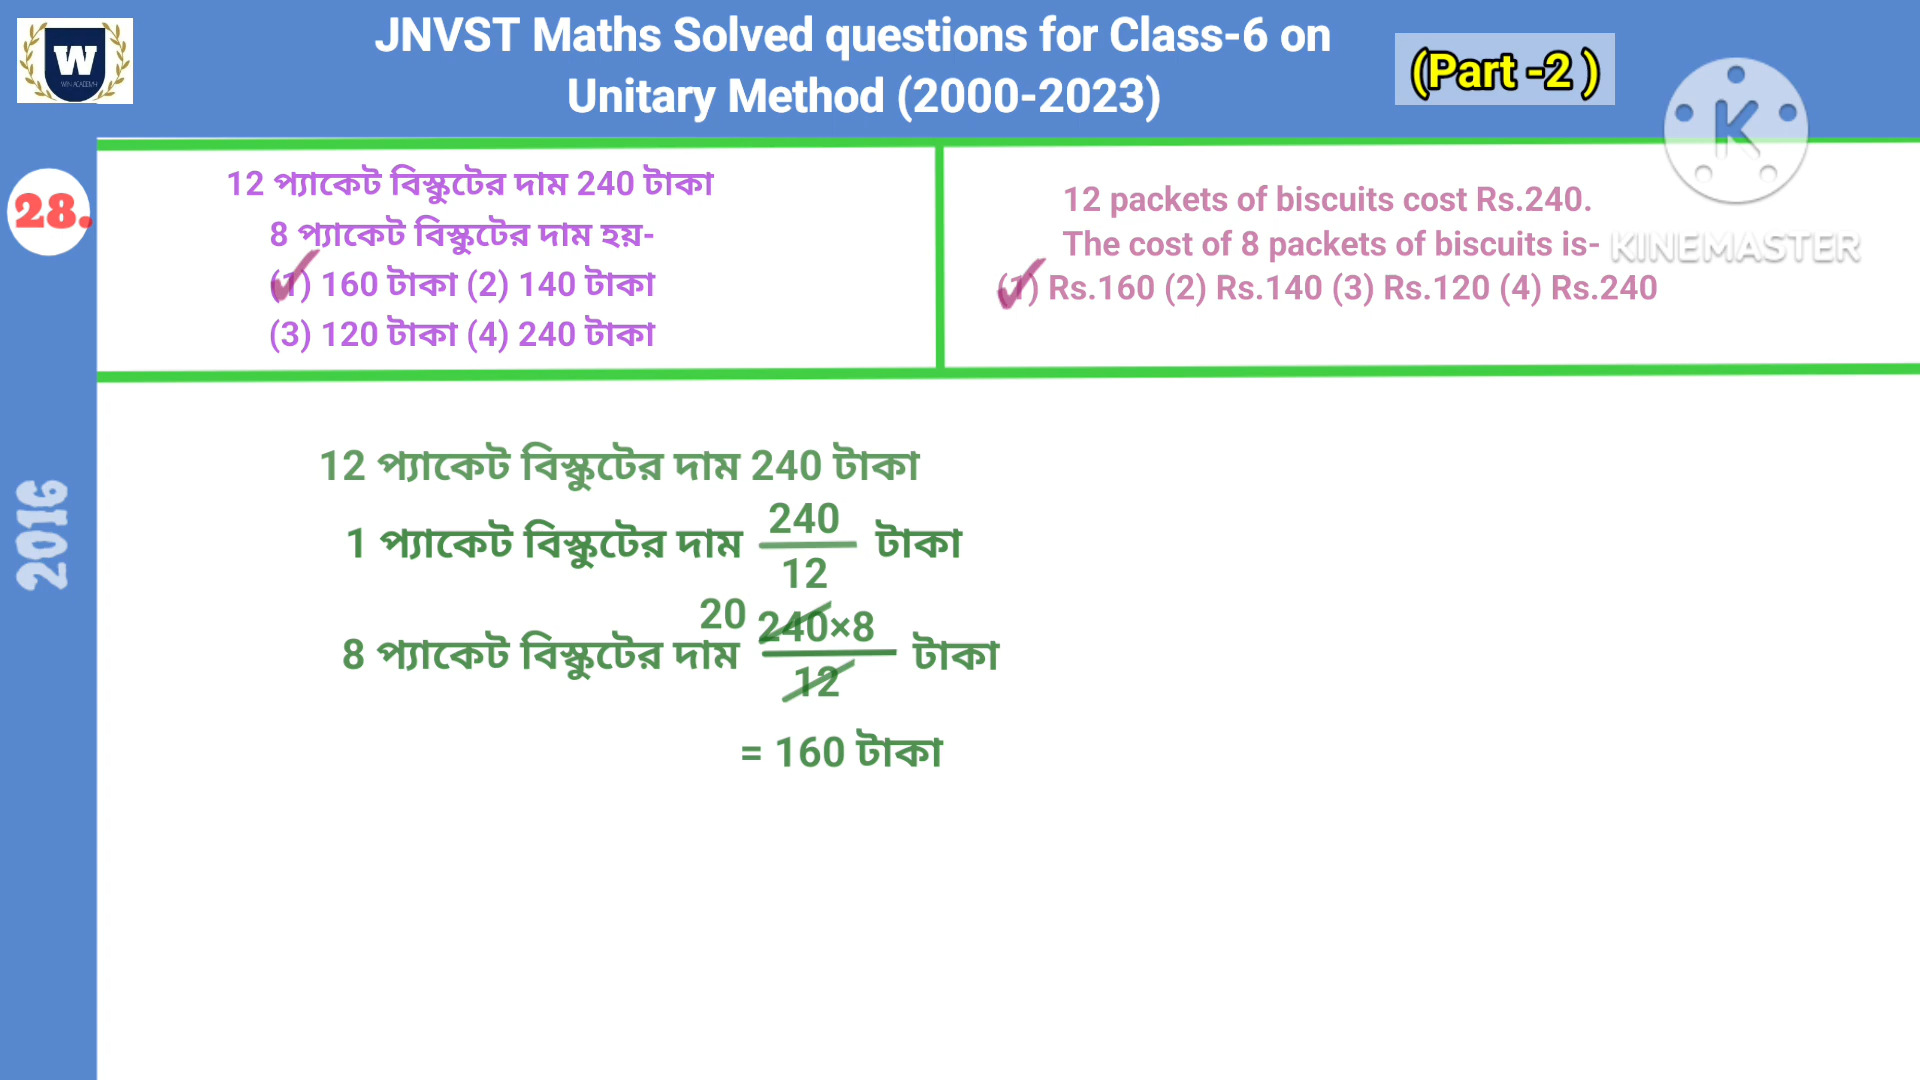 JNVST Maths Solved questions for Class-6 on
Unitary Method (2000-2023)
(Part -2 )
W
K
KINEMASTER
28.
2016
12 প্যাকেট বিস্কুটের দাম 240 টাকা
8 প্যাকেট বিস্কুটের দাম হয়-
(1) 160 টাকা (2) 140 টাকা
(3) 120 টাকা (4) 240 টাকা
12 packets of biscuits cost Rs.240.
The cost of 8 packets of biscuits is-
(1) Rs.160 (2) Rs.140 (3) Rs.120 (4) Rs.240
12 প্যাকেট বিস্কুটের দাম 240 টাকা
1 প্যাকেট বিস্কুটের দাম 240/12 টাকা
20
8 প্যাকেট বিস্কুটের দাম 240×8/12 টাকা
= 160 টাকা